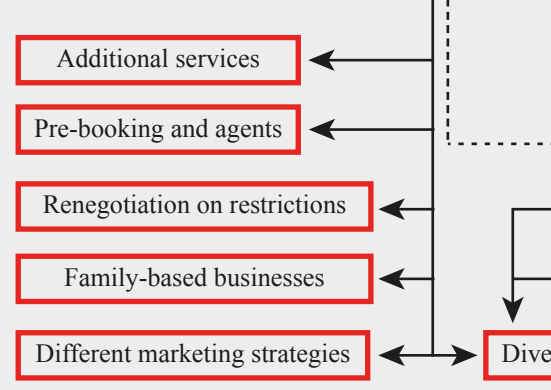 Additional services
Pre-booking and agents
Renegotiation on restrictions
Family-based businesses
Different marketing strategies